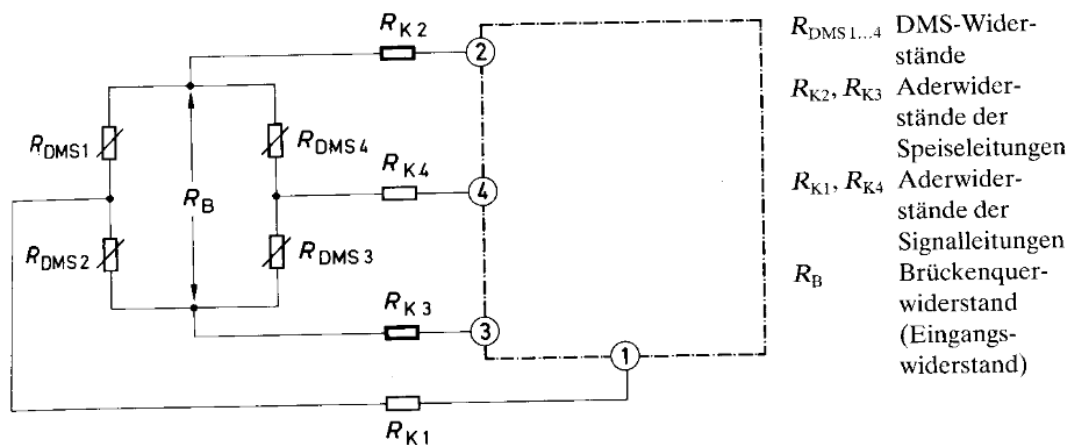 R_K2
2
R_DMS1
R_DMS4
R_K4
4
R_B
R_DMS2
R_DMS3
R_K3
3
1
R_K1
R_DMS1...4 DMS-Wider-
stände
R_K2, R_K3 Aderwider-
stände der
Speiseleitungen
R_K1, R_K4 Aderwider-
stände der
Signalleitungen
R_B Brückenquer-
widerstand
(Eingangs-
widerstand)